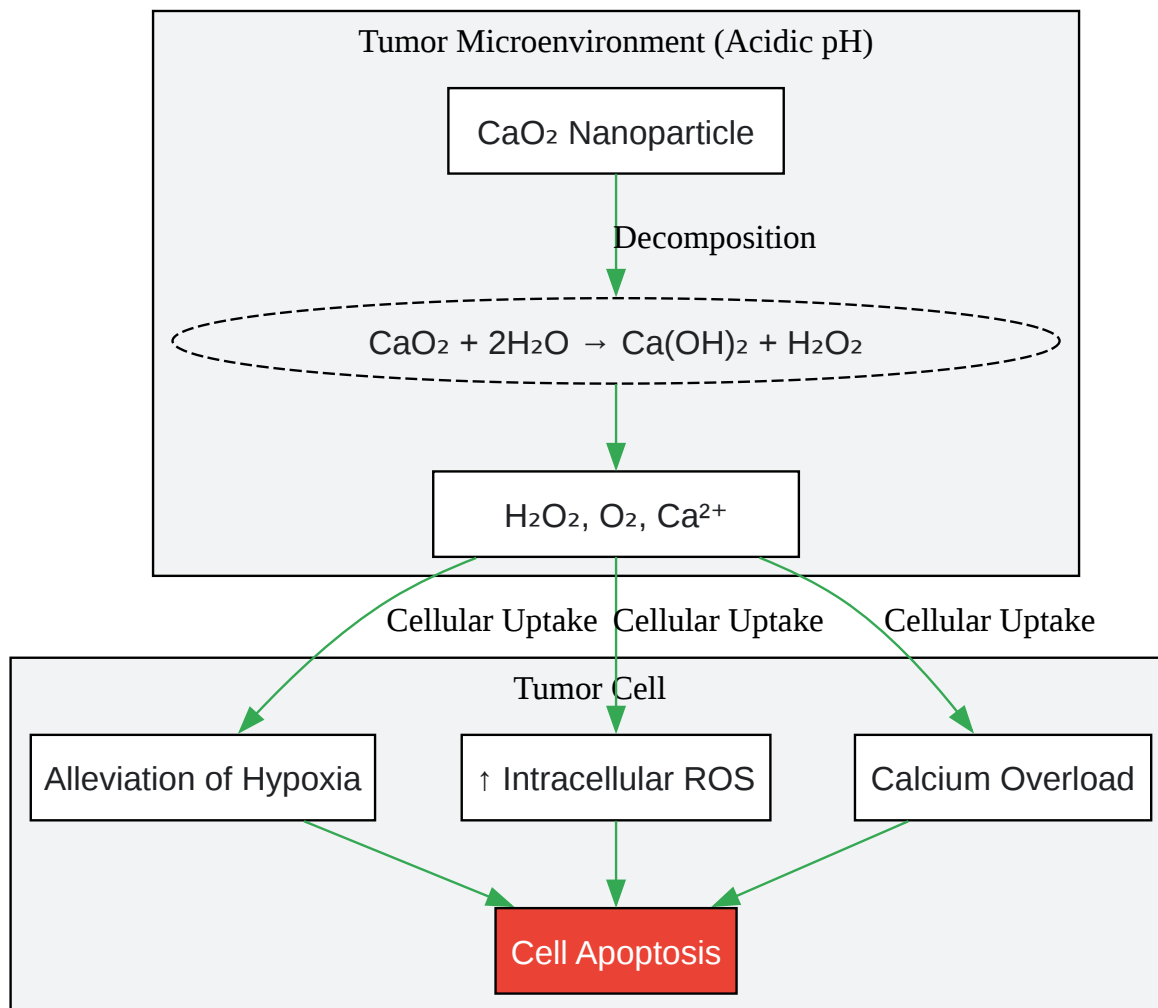 Tumor Microenvironment (Acidic pH)
CaO₂ Nanoparticle
Decomposition
CaO₂ + 2H₂O → Ca(OH)₂ + H₂O₂
H₂O₂, O₂, Ca²⁺
Cellular Uptake
Cellular Uptake
Cellular Uptake
Tumor Cell
Alleviation of Hypoxia
↑ Intracellular ROS
Calcium Overload
Cell Apoptosis